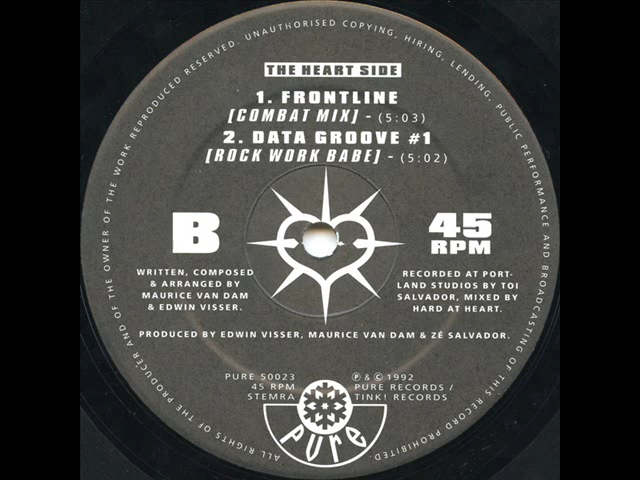 ALL RIGHTS OF THE PRODUCER AND OF THE OWNER OF THE WORK REPRODUCED RESERVED. UNAUTHORISED COPYING, HIRING, LENDING, PUBLIC PERFORMANCE AND BROADCASTING OF THIS RECORD PROHIBITED.
THE HEART SIDE
1. FRONTLINE
[COMBAT MIX] - (5:03)
2. DATA GROOVE #1
[ROCK WORK BABE] - (5:02)
B
45
RPM
WRITTEN, COMPOSED
& ARRANGED BY
MAURICE VAN DAM
& EDWIN VISSER.
RECORDED AT PORT-
LAND STUDIOS BY TOI
SALVADOR, MIXED BY
HARD AT HEART.
PRODUCED BY EDWIN VISSER, MAURICE VAN DAM & ZÉ SALVADOR.
PURE 50023
45 RPM
STEMRA
℗ & © 1992
PURE RECORDS /
TINK! RECORDS
pure